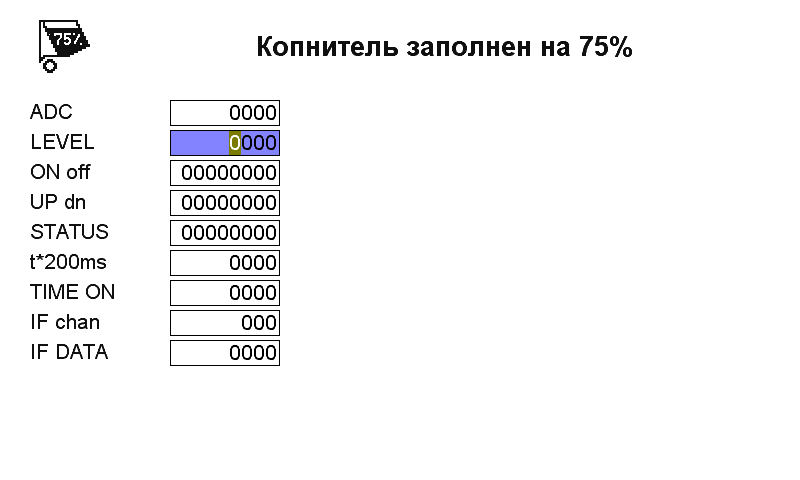 75%
Копнитель заполнен на 75%
ADC 0000
LEVEL 0000
ON off 00000000
UP dn 00000000
STATUS 00000000
t*200ms 0000
TIME ON 0000
IF chan 000
IF DATA 0000